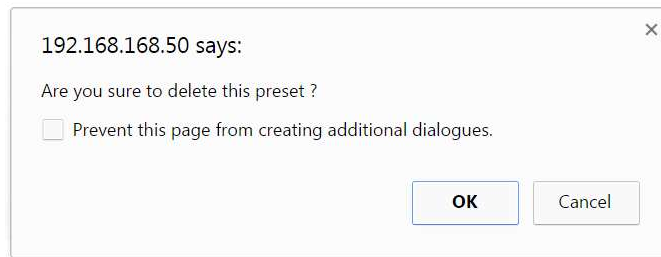 192.168.168.50 says:
Are you sure to delete this preset ?
Prevent this page from creating additional dialogues.
OK Cancel